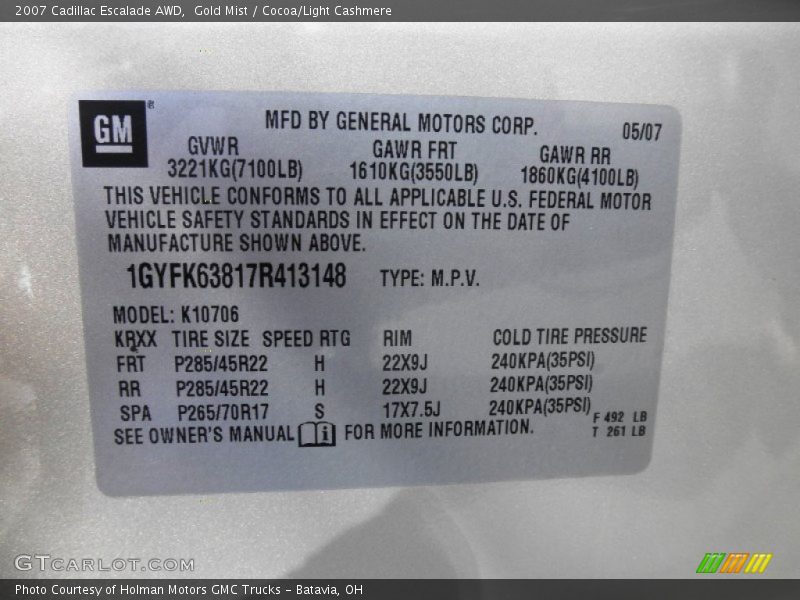 2007 Cadillac Escalade AWD,  Gold Mist / Cocoa/Light Cashmere
GM®
MFD BY GENERAL MOTORS CORP. 05/07
GVWR GAWR FRT GAWR RR
3221KG(7100LB) 1610KG(3550LB) 1860KG(4100LB)
THIS VEHICLE CONFORMS TO ALL APPLICABLE U.S. FEDERAL MOTOR
VEHICLE SAFETY STANDARDS IN EFFECT ON THE DATE OF
MANUFACTURE SHOWN ABOVE.
1GYFK63817R413148 TYPE: M.P.V.
MODEL: K10706
KRXX TIRE SIZE SPEED RTG RIM COLD TIRE PRESSURE
FRT P285/45R22 H 22X9J 240KPA(35PSI)
RR P285/45R22 H 22X9J 240KPA(35PSI)
SPA P265/70R17 S 17X7.5J 240KPA(35PSI)
F 492 LB
SEE OWNER'S MANUAL i FOR MORE INFORMATION. T 261 LB
GTCARLOT.COM
Photo Courtesy of Holman Motors GMC Trucks – Batavia, OH